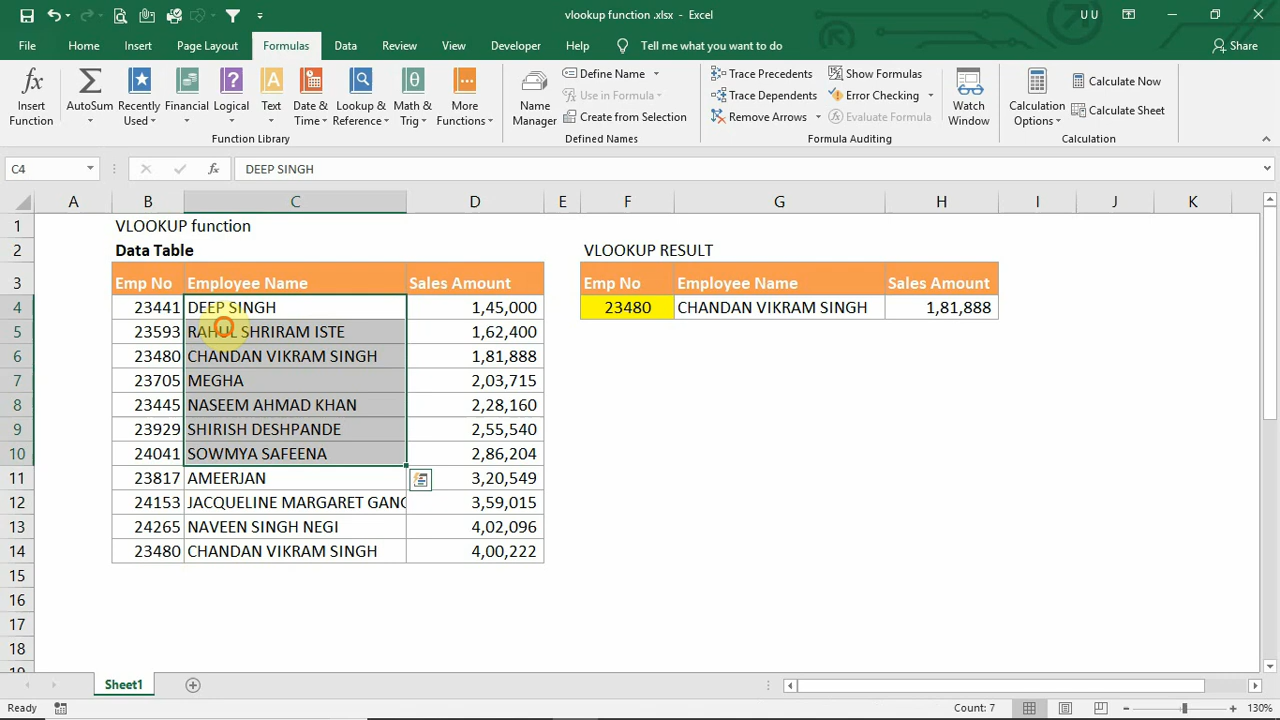 vlookup function .xlsx - Excel
U U
File Home Insert Page Layout Formulas Data Review View Developer Help Tell me what you want to do Share
Insert Function
AutoSum
Recently Used
Financial
Logical
Text
Date & Time
Lookup & Reference
Math & Trig
More Functions
Function Library
Name Manager
Define Name
Use in Formula
Create from Selection
Defined Names
Trace Precedents
Trace Dependents
Remove Arrows
Show Formulas
Error Checking
Evaluate Formula
Formula Auditing
Watch Window
Calculation Options
Calculate Now
Calculate Sheet
Calculation
C4 fx DEEP SINGH
A B C D E F G H I J K
1 VLOOKUP function
2 Data Table VLOOKUP RESULT
3 Emp No Employee Name Sales Amount Emp No Employee Name Sales Amount
4 23441 DEEP SINGH 1,45,000 23480 CHANDAN VIKRAM SINGH 1,81,888
5 23593 RAHUL SHRIRAM ISTE 1,62,400
6 23480 CHANDAN VIKRAM SINGH 1,81,888
7 23705 MEGHA 2,03,715
8 23445 NASEEM AHMAD KHAN 2,28,160
9 23929 SHIRISH DESHPANDE 2,55,540
10 24041 SOWMYA SAFEENA 2,86,204
11 23817 AMEERJAN 3,20,549
12 24153 JACQUELINE MARGARET GANG 3,59,015
13 24265 NAVEEN SINGH NEGI 4,02,096
14 23480 CHANDAN VIKRAM SINGH 4,00,222
15
16
17
18
Sheet1
Ready Count: 7 130%